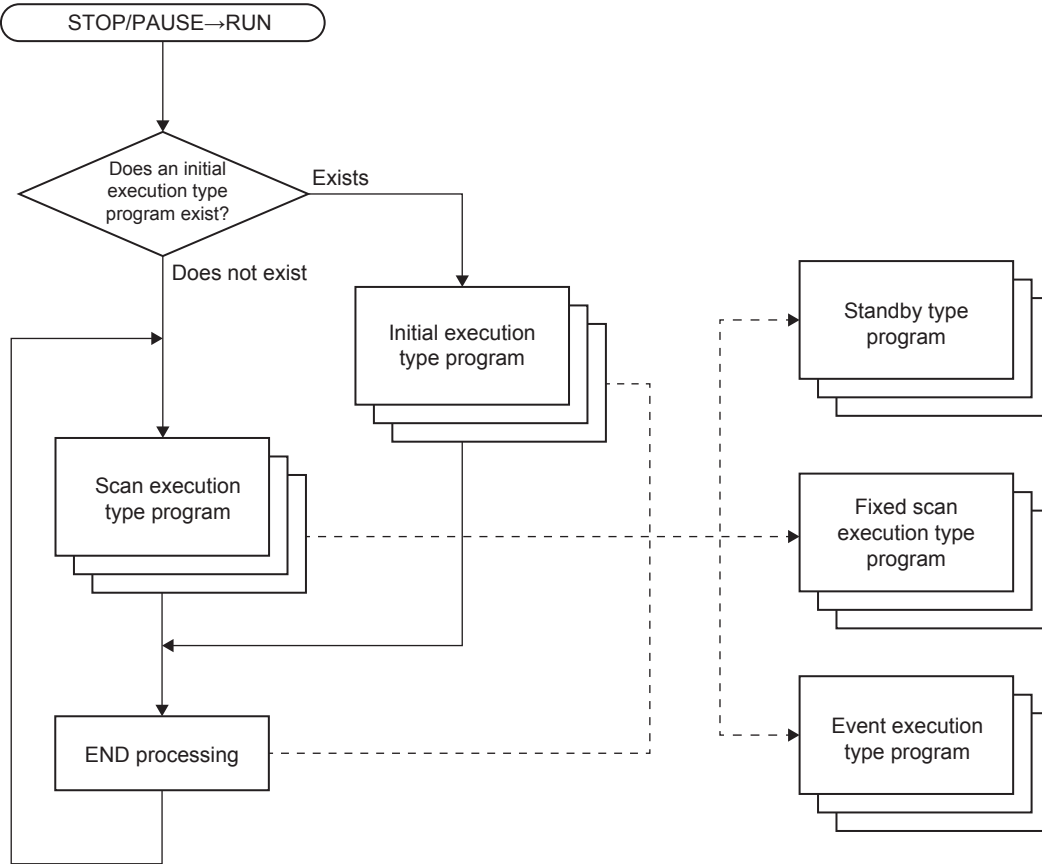 STOP/PAUSE→RUN
Does an initial
execution type
program exist?
Exists
Does not exist
Initial execution
type program
Standby type
program
Scan execution
type program
Fixed scan
execution type
program
Event execution
type program
END processing